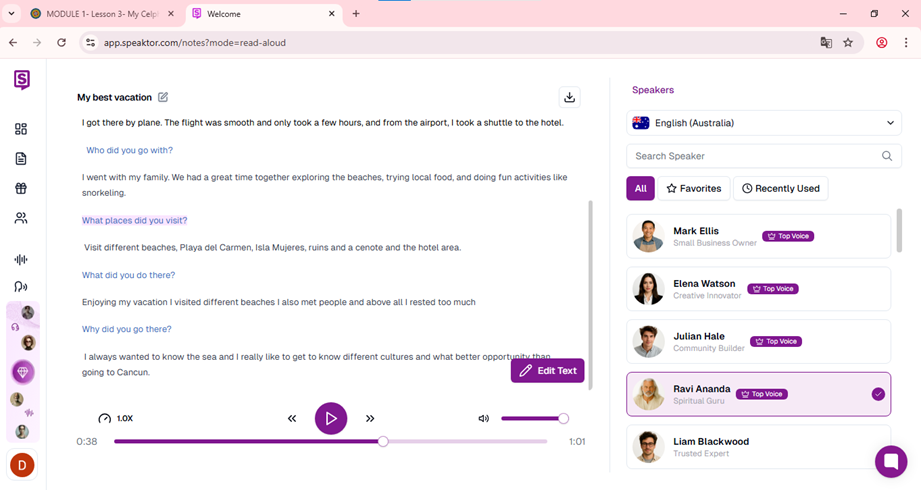 MODULE 1- Lesson 3- My Celph
Welcome
app.speaktor.com/notes?mode=read-aloud
S
My best vacation
I got there by plane. The flight was smooth and only took a few hours, and from the airport, I took a shuttle to the hotel.
Who did you go with?
I went with my family. We had a great time together exploring the beaches, trying local food, and doing fun activities like
snorkeling.
What places did you visit?
Visit different beaches, Playa del Carmen, Isla Mujeres, ruins and a cenote and the hotel area.
What did you do there?
Enjoying my vacation I visited different beaches I also met people and above all I rested too much
Why did you go there?
I always wanted to know the sea and I really like to get to know different cultures and what better opportunity than
going to Cancun.
Edit Text
1.0X
0:38
1:01
D
Speakers
English (Australia)
Search Speaker
All
Favorites
Recently Used
Mark Ellis
Top Voice
Small Business Owner
Elena Watson
Top Voice
Creative Innovator
Julian Hale
Top Voice
Community Builder
Ravi Ananda
Top Voice
Spiritual Guru
Liam Blackwood
Trusted Expert